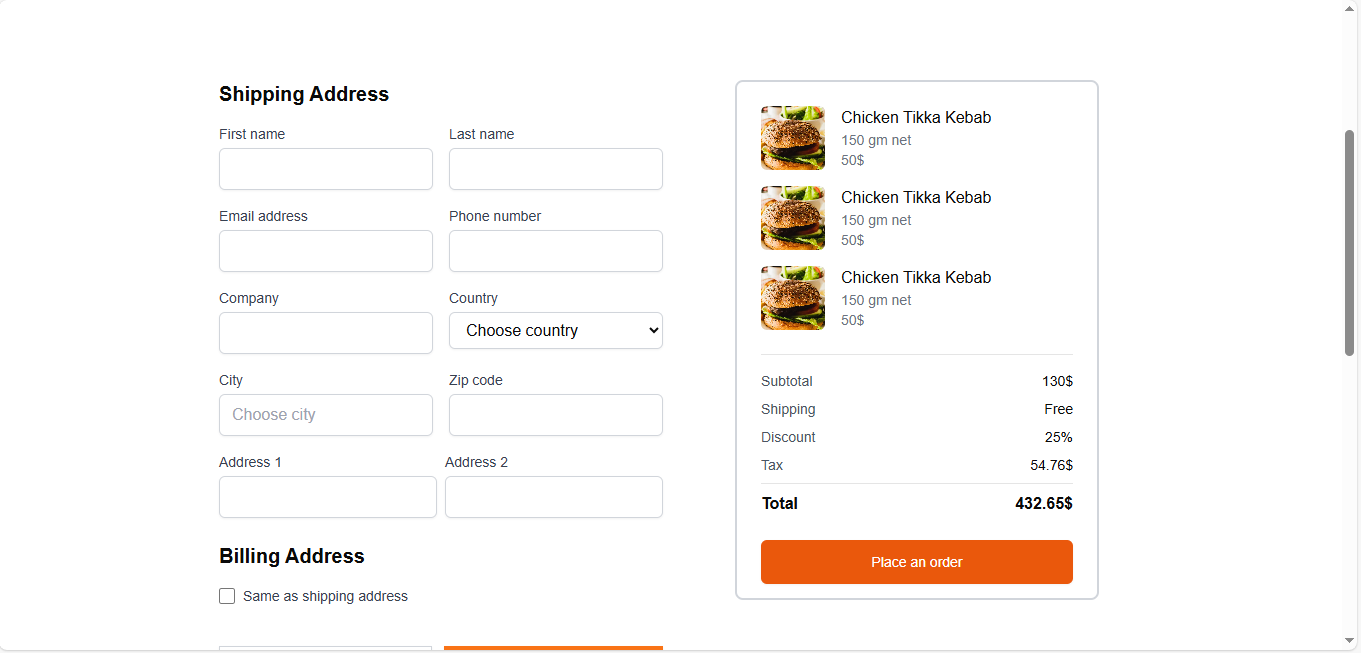 Shipping Address
First name
Last name
Email address
Phone number
Company
Country
Choose country
City
Zip code
Choose city
Address 1
Address 2
Billing Address
Same as shipping address
Chicken Tikka Kebab
150 gm net
50$
Chicken Tikka Kebab
150 gm net
50$
Chicken Tikka Kebab
150 gm net
50$
Subtotal 130$
Shipping Free
Discount 25%
Tax 54.76$
Total 432.65$
Place an order